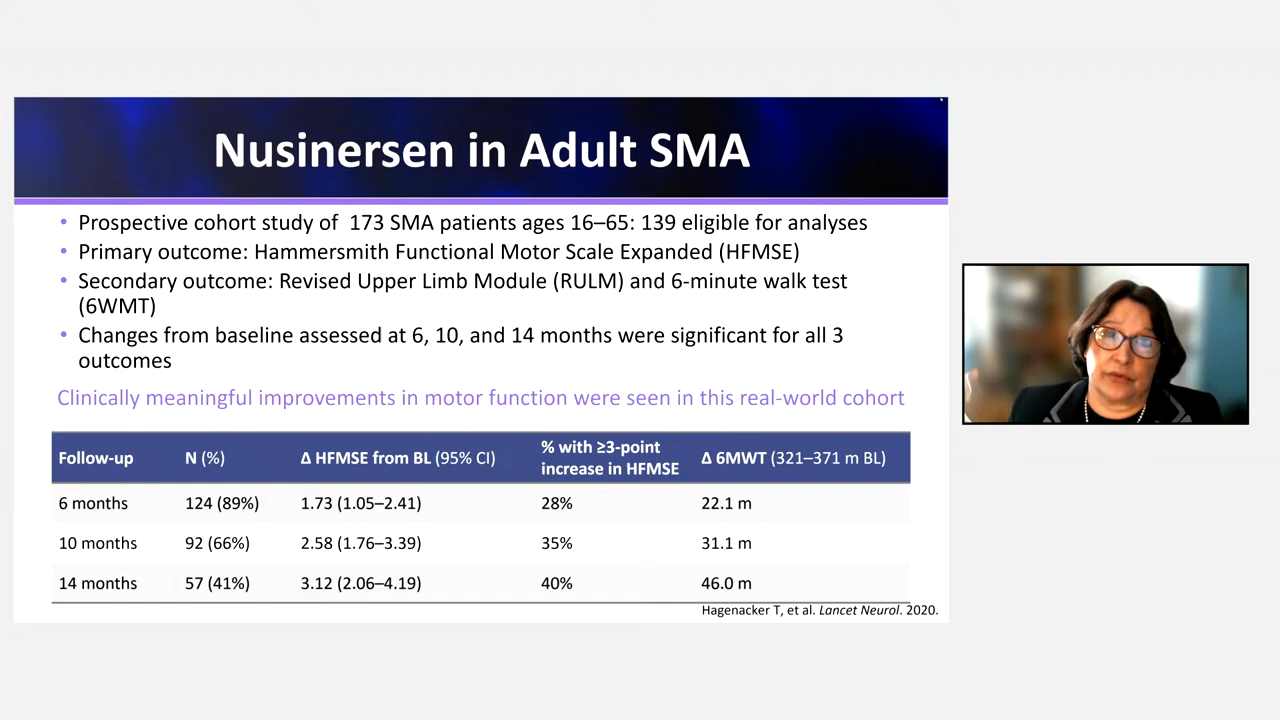 Nusinersen in Adult SMA
• Prospective cohort study of 173 SMA patients ages 16–65: 139 eligible for analyses
• Primary outcome: Hammersmith Functional Motor Scale Expanded (HFMSE)
• Secondary outcome: Revised Upper Limb Module (RULM) and 6-minute walk test
(6WMT)
• Changes from baseline assessed at 6, 10, and 14 months were significant for all 3
outcomes
Clinically meaningful improvements in motor function were seen in this real-world cohort
Follow-up N (%) Δ HFMSE from BL (95% CI) % with ≥3-point increase in HFMSE Δ 6MWT (321–371 m BL)
6 months 124 (89%) 1.73 (1.05–2.41) 28% 22.1 m
10 months 92 (66%) 2.58 (1.76–3.39) 35% 31.1 m
14 months 57 (41%) 3.12 (2.06–4.19) 40% 46.0 m
Hagenacker T, et al. Lancet Neurol. 2020.